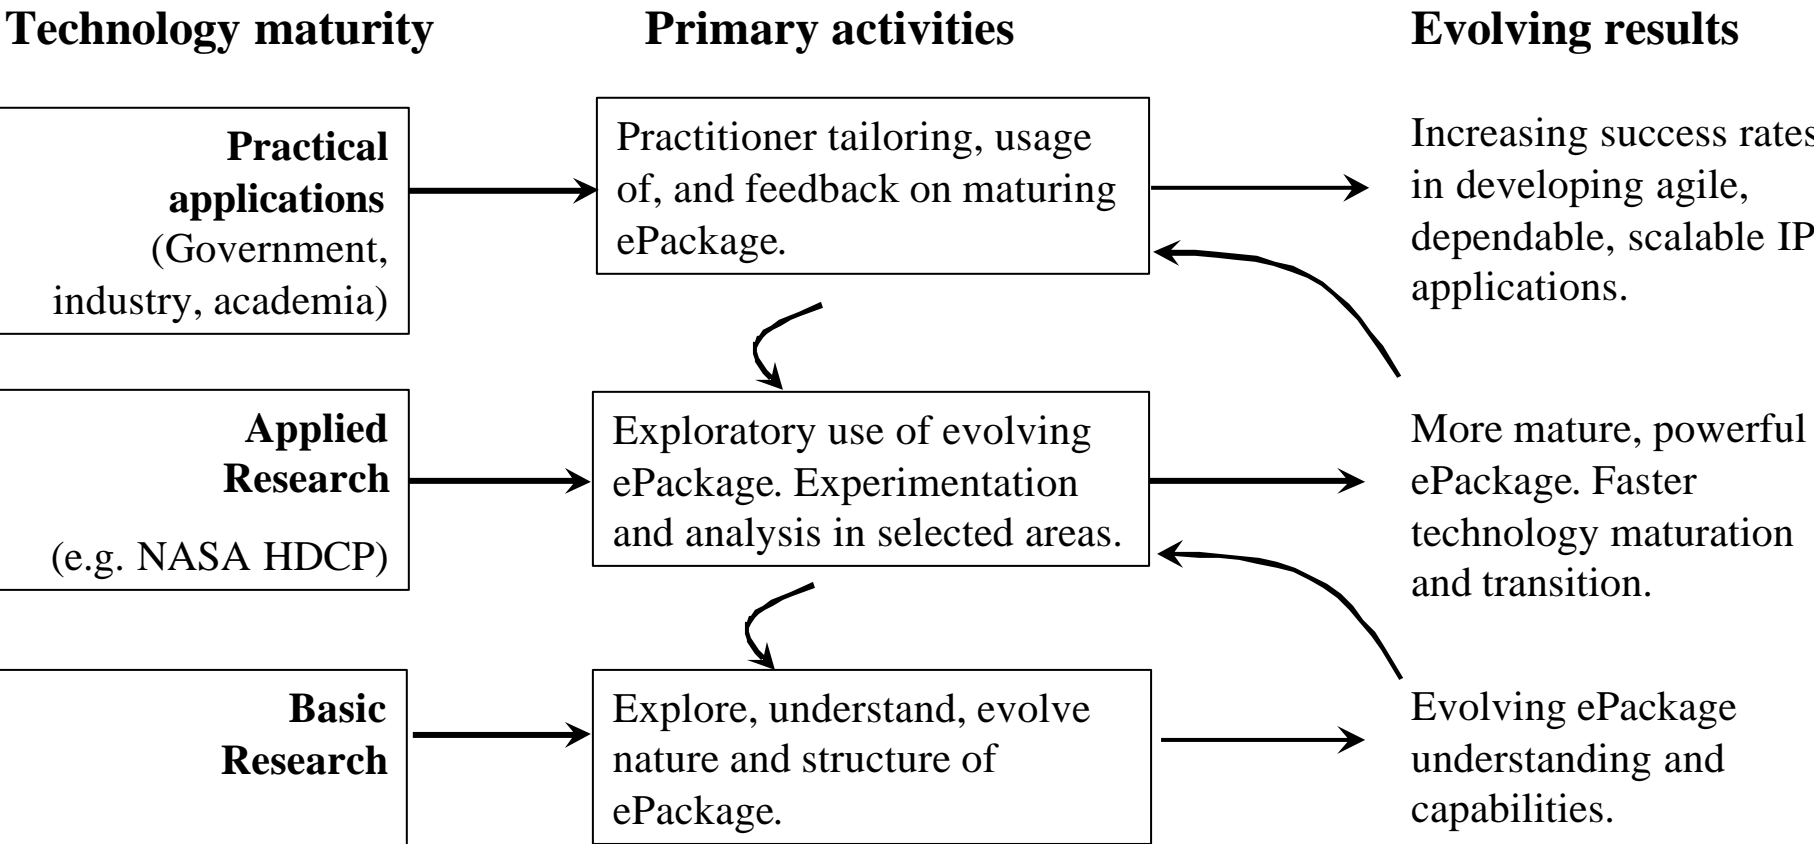 Technology maturity
Primary activities
Evolving results
Practical
applications
(Government,
industry, academia)
Practitioner tailoring, usage
of, and feedback on maturing
ePackage.
Increasing success rates
in developing agile,
dependable, scalable IP
applications.
Applied
Research
(e.g. NASA HDCP)
Exploratory use of evolving
ePackage. Experimentation
and analysis in selected areas.
More mature, powerful
ePackage. Faster
technology maturation
and transition.
Basic
Research
Explore, understand, evolve
nature and structure of
ePackage.
Evolving ePackage
understanding and
capabilities.